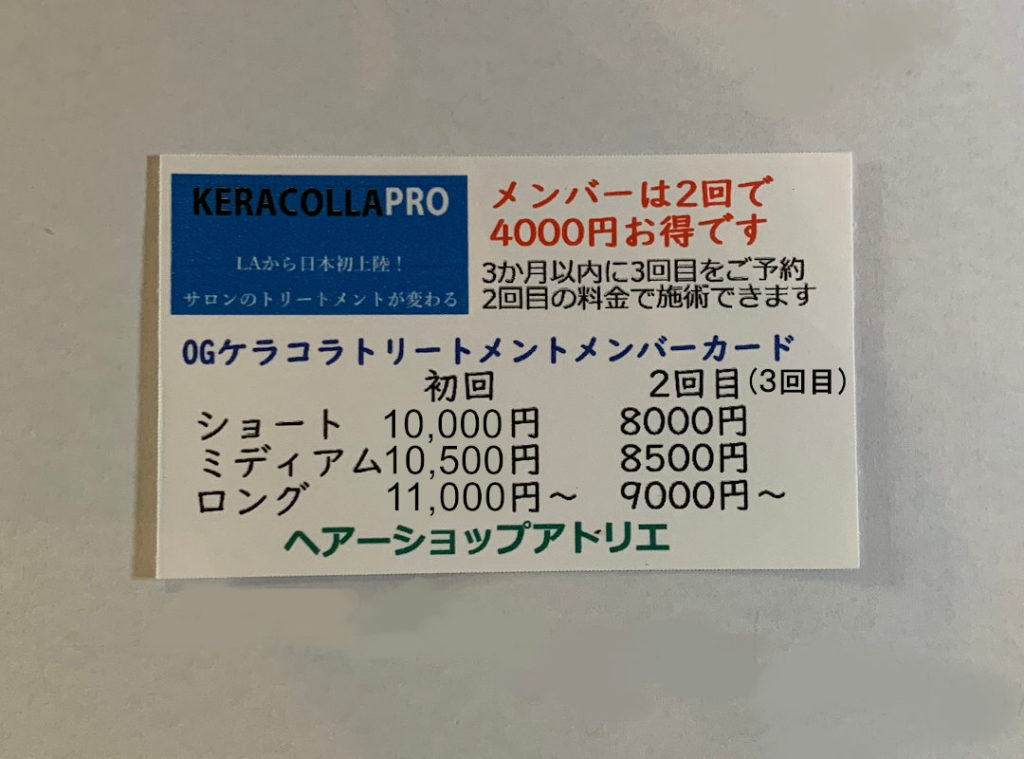 KERACOLLAPRO
LAから日本初上陸！
サロンのトリートメントが変わる
メンバーは2回で
4000円お得です
3か月以内に3回目をご予約
2回目の料金で施術できます
OGケラコラトリートメントメンバーカード
初回 2回目(3回目)
ショート 10,000円 8000円
ミディアム 10,500円 8500円
ロング 11,000円～ 9000円～
ヘアーショップアドリエ